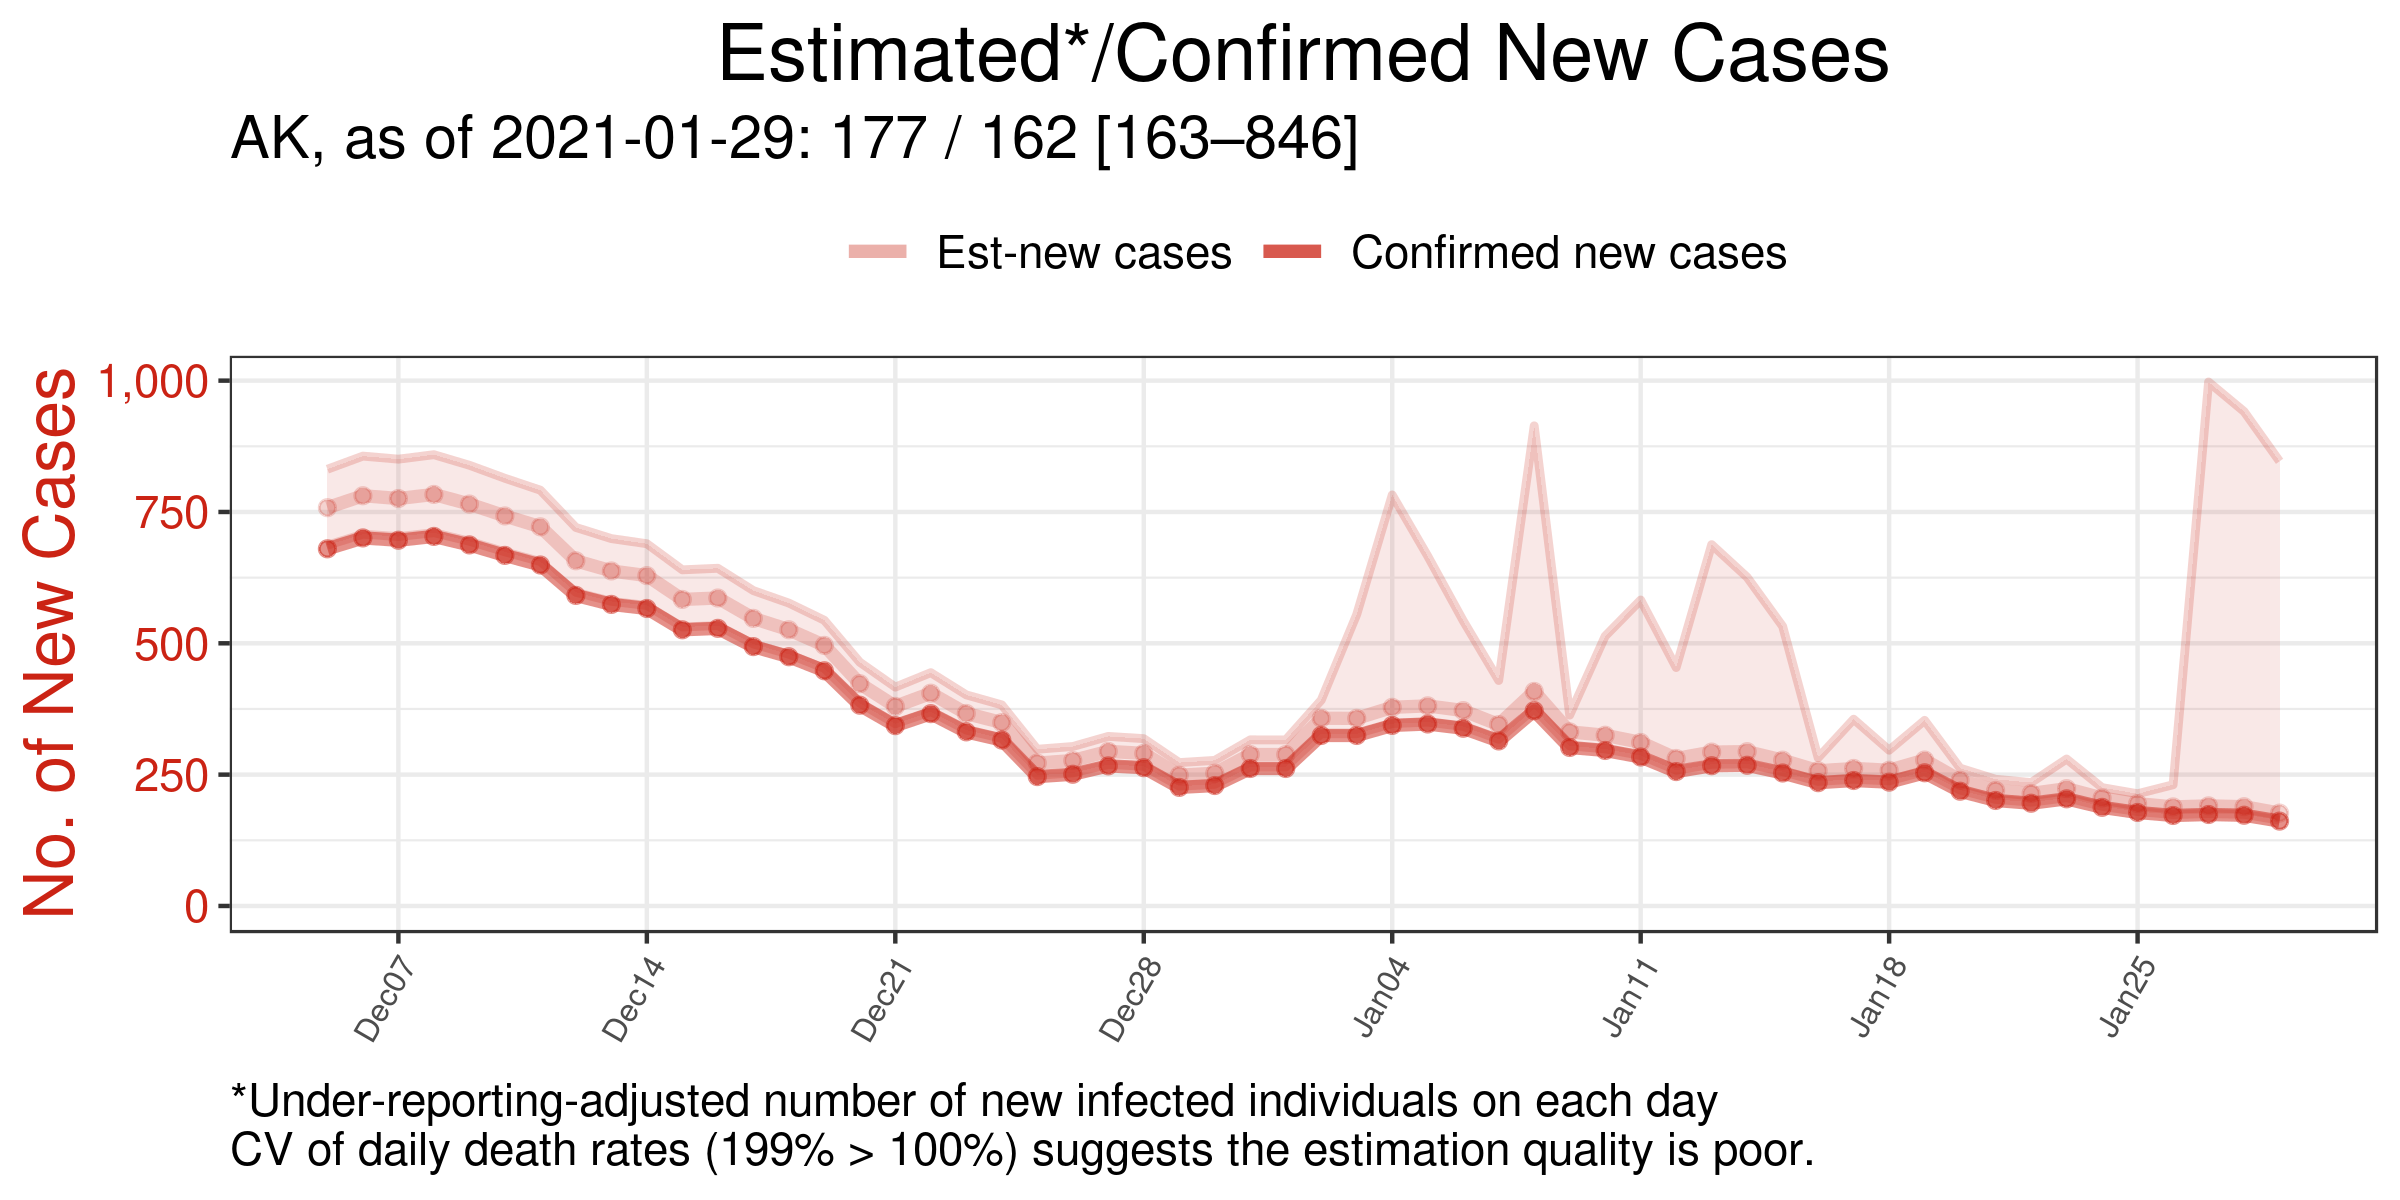 Estimated*/Confirmed New Cases
AK, as of 2021-01-29: 177 / 162 [163–846]
Est-new cases
Confirmed new cases
No. of New Cases
1,000
750
500
250
0
Dec07
Dec14
Dec21
Dec28
Jan04
Jan11
Jan18
Jan25
*Under-reporting-adjusted number of new infected individuals on each day
CV of daily death rates (199% > 100%) suggests the estimation quality is poor.